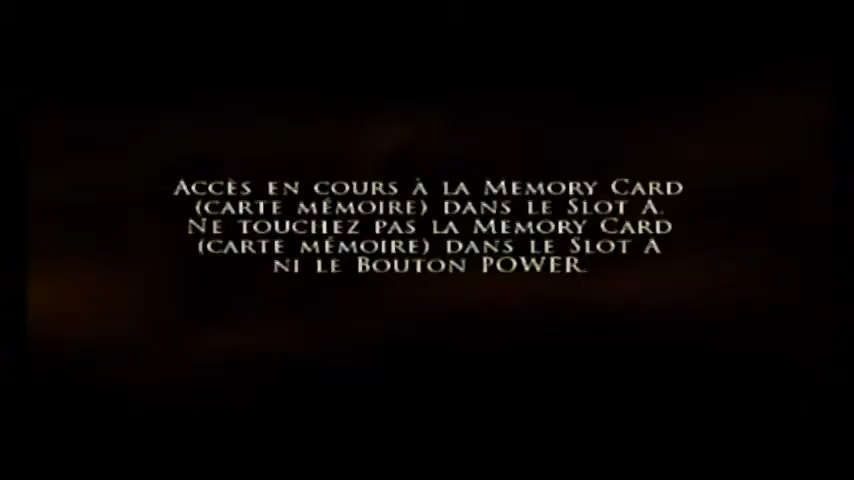 Accès en cours à la Memory Card
(carte mémoire) dans le Slot A.
Ne touchez pas la Memory Card
(carte mémoire) dans le Slot A
ni le Bouton POWER.